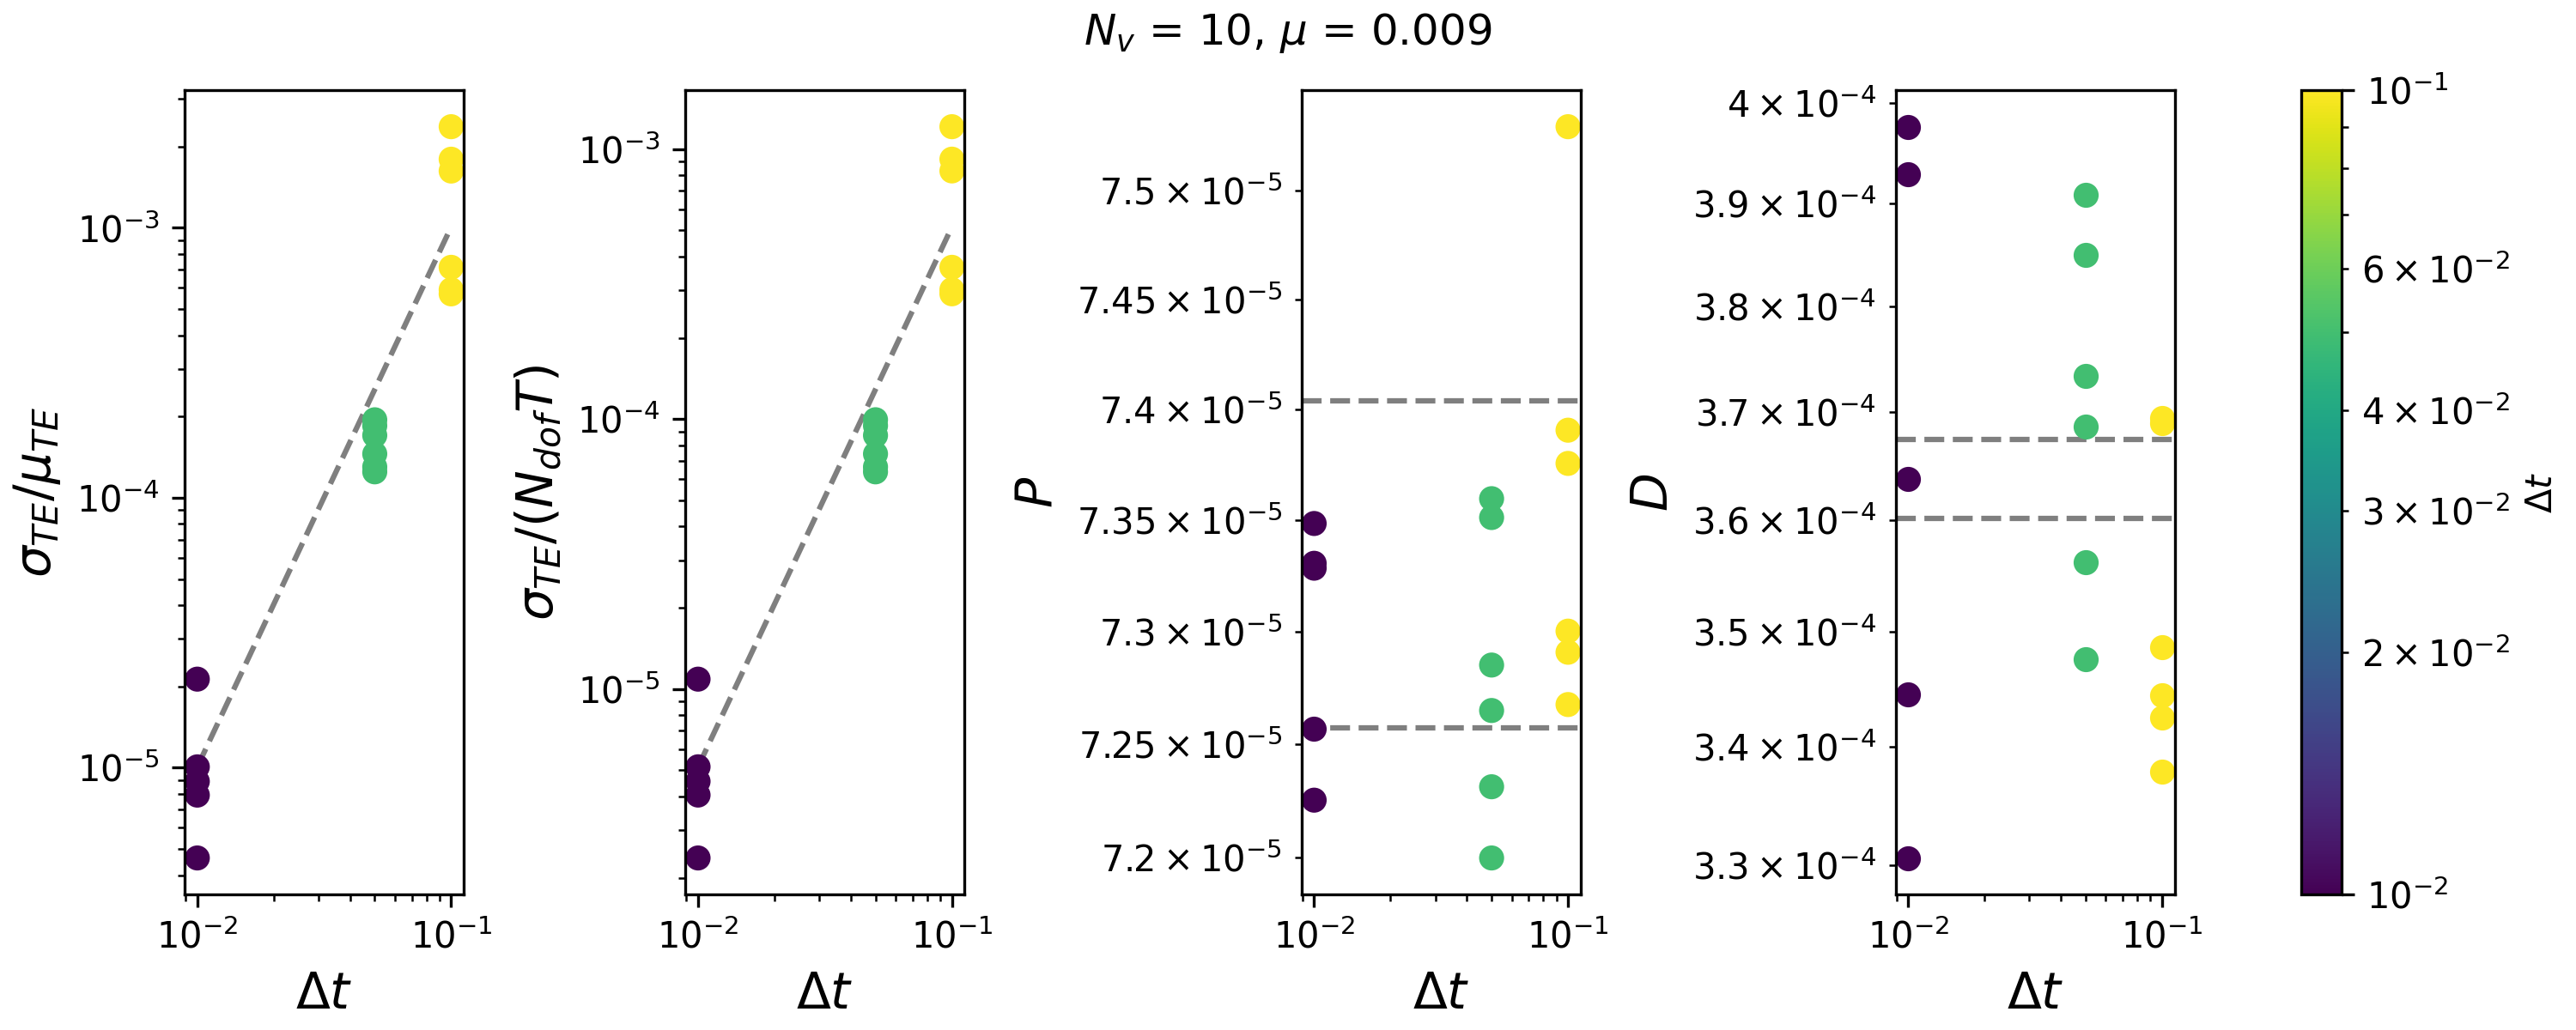 N_v = 10, μ = 0.009
σ_TE/μ_TE
10⁻³
10⁻⁴
10⁻⁵
10⁻² 10⁻¹
Δt
σ_TE/(N_dof T)
10⁻³
10⁻⁴
10⁻⁵
10⁻² 10⁻¹
Δt
P
7.5 × 10⁻⁵
7.45 × 10⁻⁵
7.4 × 10⁻⁵
7.35 × 10⁻⁵
7.3 × 10⁻⁵
7.25 × 10⁻⁵
7.2 × 10⁻⁵
10⁻² 10⁻¹
Δt
D
4 × 10⁻⁴
3.9 × 10⁻⁴
3.8 × 10⁻⁴
3.7 × 10⁻⁴
3.6 × 10⁻⁴
3.5 × 10⁻⁴
3.4 × 10⁻⁴
3.3 × 10⁻⁴
10⁻² 10⁻¹
Δt
10⁻¹
6 × 10⁻²
4 × 10⁻²
3 × 10⁻²
2 × 10⁻²
10⁻²
Δt